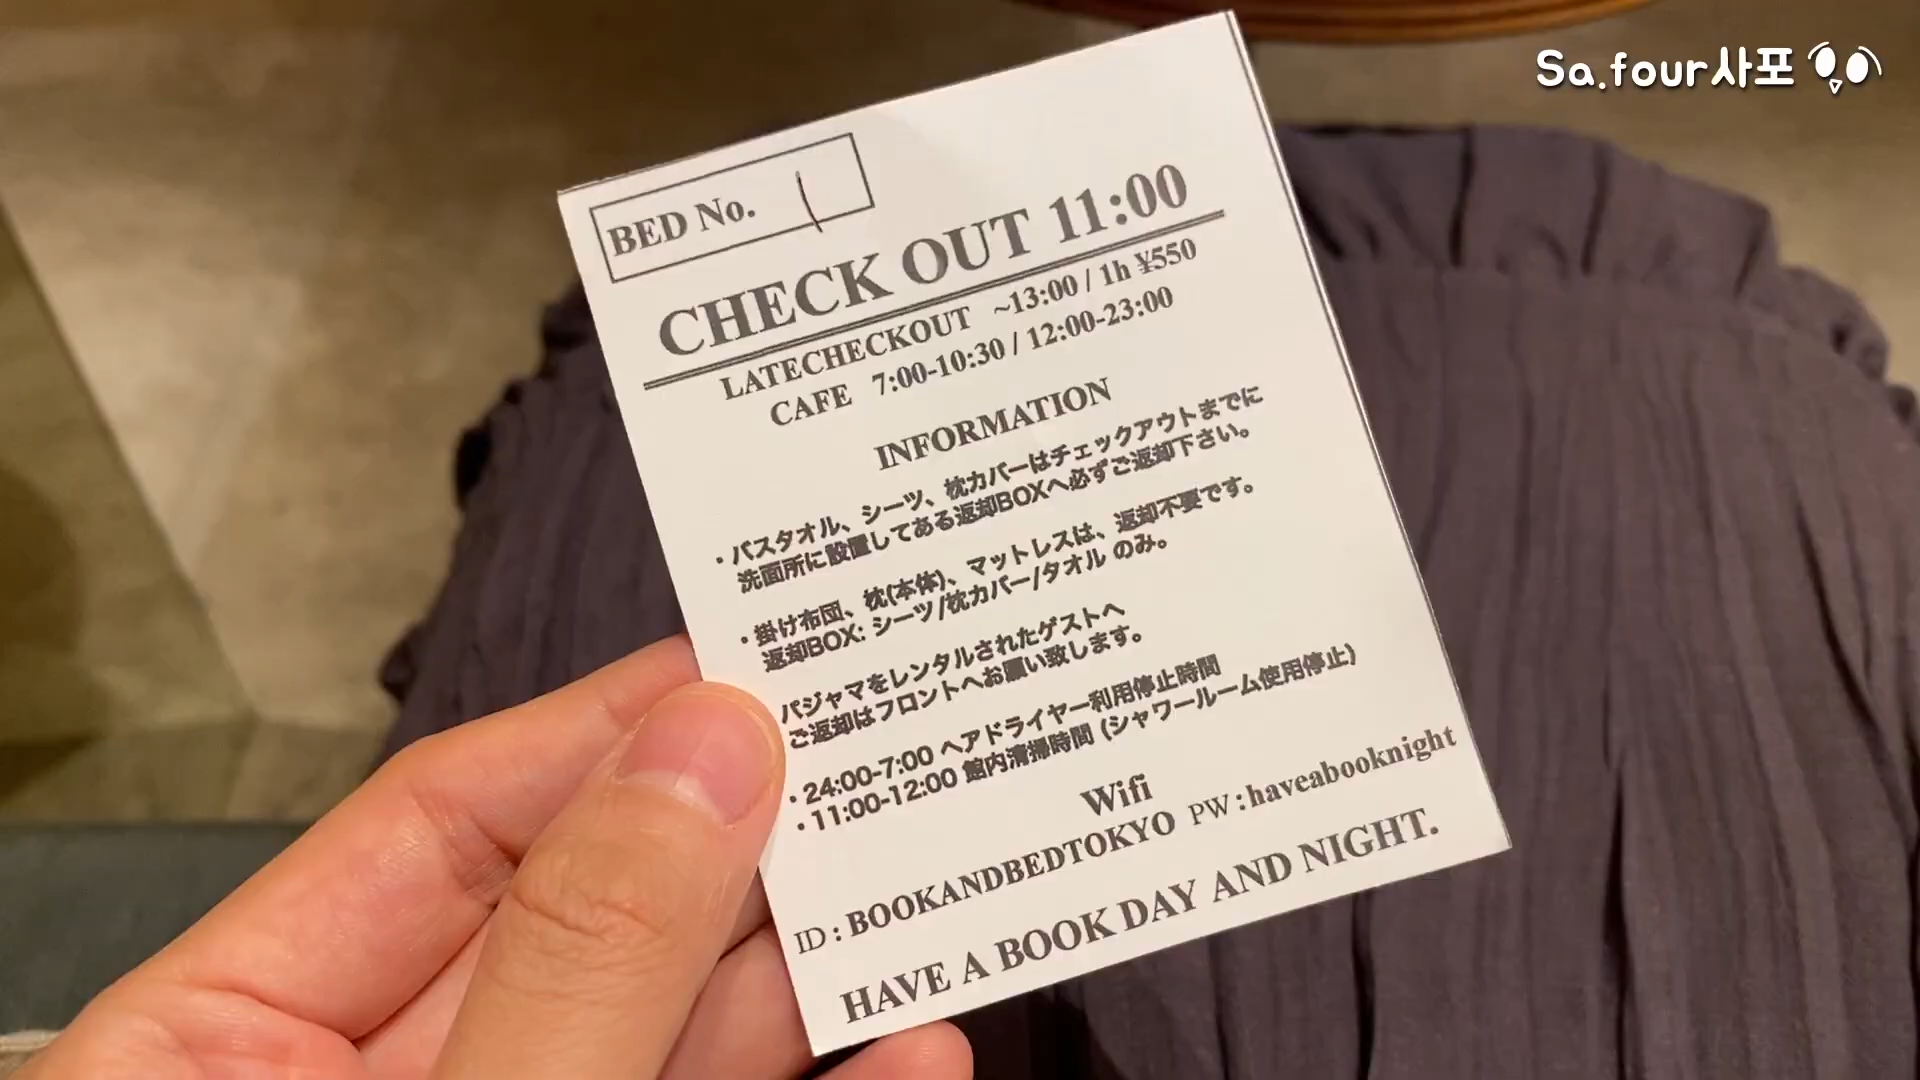 Sa.four사포
BED No. 1
CHECK OUT 11:00
LATECHECKOUT ~13:00 / 1h ¥550
CAFE 7:00-10:30 / 12:00-23:00
INFORMATION
・バスタオル、シーツ、枕カバーはチェックアウトまでに
洗面所に設置してある返却BOXへ必ずご返却下さい。
・掛け布団、枕(本体)、マットレスは、返却不要です。
返却BOX: シーツ/枕カバー/タオル のみ。
パジャマをレンタルされたゲストへ
ご返却はフロントへお願い致します。
・24:00-7:00 ヘアドライヤー利用停止時間
・11:00-12:00 館内清掃時間 (シャワールーム使用停止)
Wifi
ID : BOOKANDBEDTOKYO PW : haveabooknight
HAVE A BOOK DAY AND NIGHT.